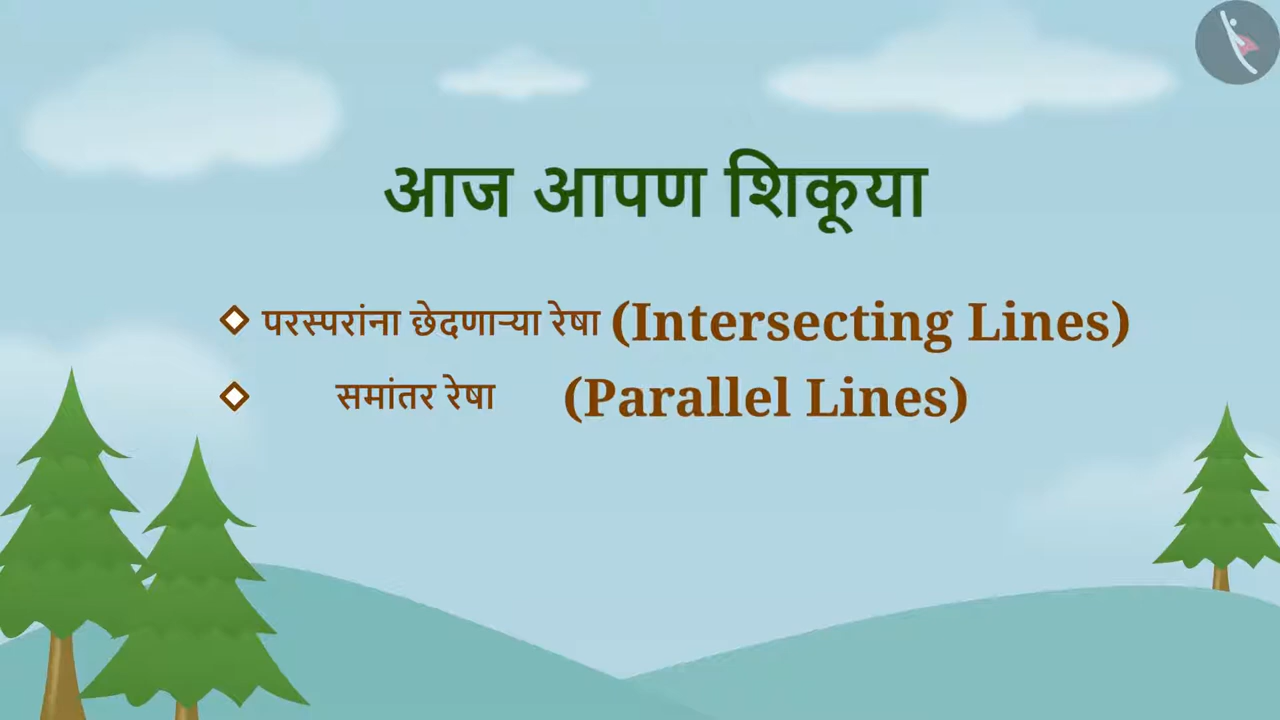 आज आपण शिकूया
परस्परांना छेदणाऱ्या रेषा (Intersecting Lines)
समांतर रेषा (Parallel Lines)